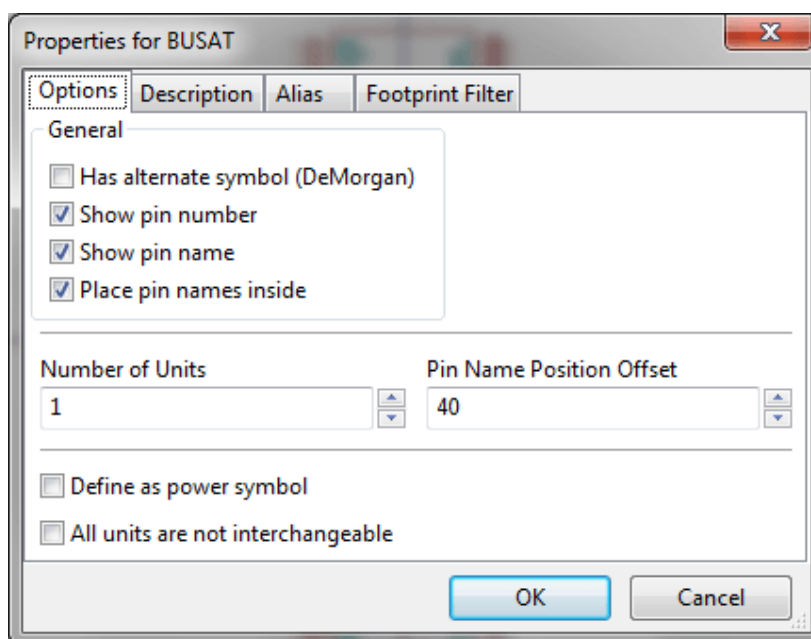 Properties for BUSAT
Options Description Alias Footprint Filter
General
Has alternate symbol (DeMorgan)
Show pin number
Show pin name
Place pin names inside
Number of Units Pin Name Position Offset
1 40
Define as power symbol
All units are not interchangeable
OK Cancel